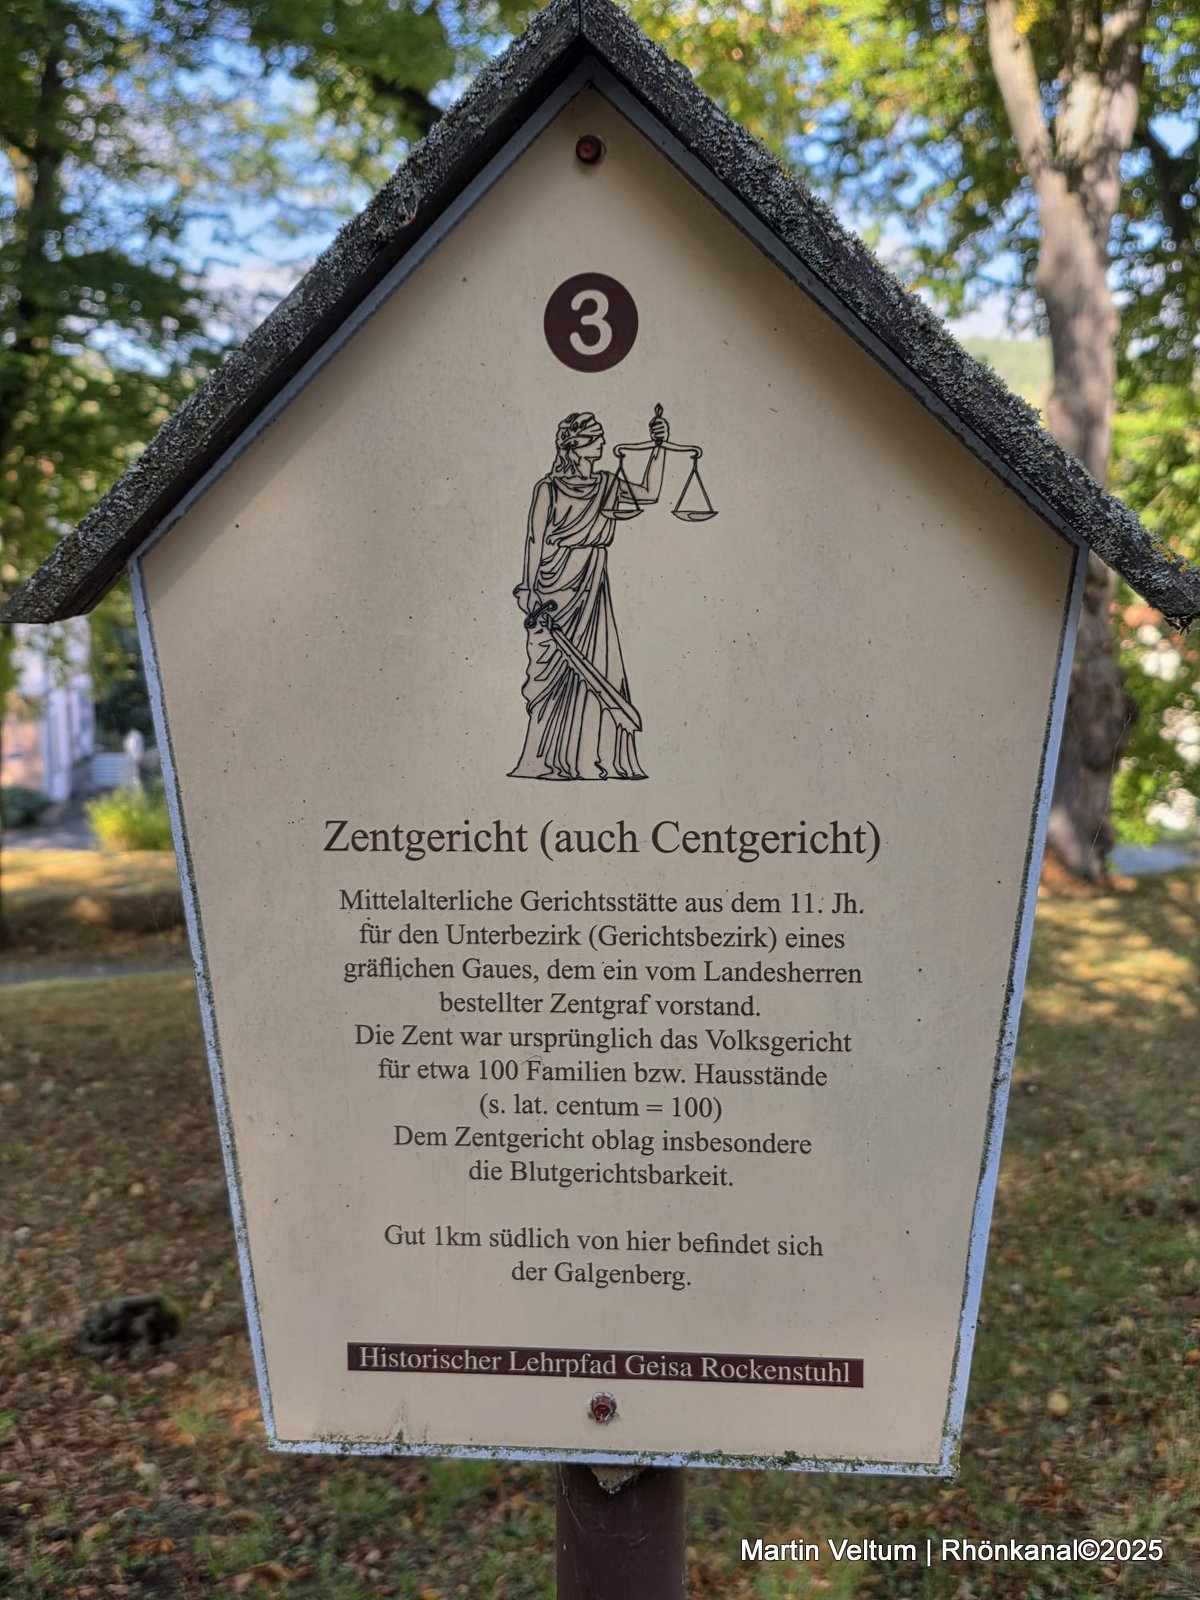 3
Zentgericht (auch Centgericht)
Mittelalterliche Gerichtsstätte aus dem 11. Jh.
für den Unterbezirk (Gerichtsbezirk) eines
gräflichen Gaues, dem ein vom Landesherren
bestellter Zentgraf vorstand.
Die Zent war ursprünglich das Volksgericht
für etwa 100 Familien bzw. Hausstände
(s. lat. centum = 100)
Dem Zentgericht oblag insbesondere
die Blutgerichtsbarkeit.
Gut 1km südlich von hier befindet sich
der Galgenberg.
Historischer Lehrpfad Geisa Rockenstuhl
Martin Veltum | Rhönkanal©2025